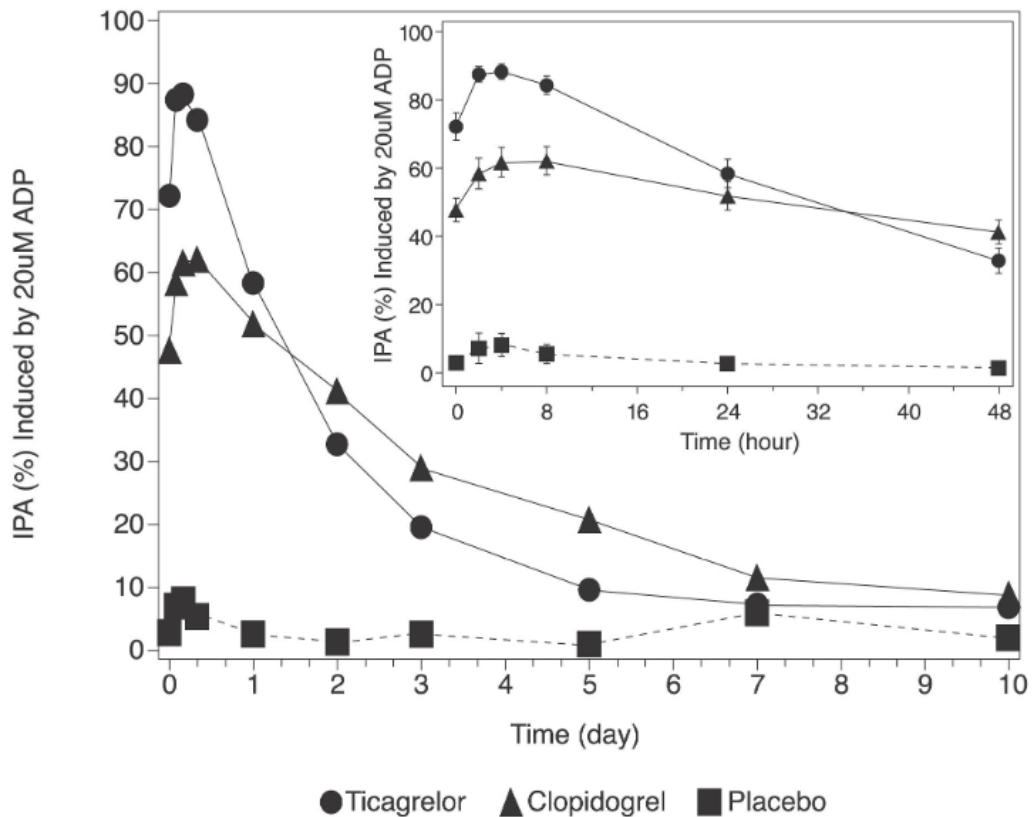 IPA (%) Induced by 20uM ADP
100
90
80
70
60
50
40
30
20
10
0
0 1 2 3 4 5 6 7 8 9 10
Time (day)
IPA (%) Induced by 20uM ADP
100
80
60
40
20
0
0 8 16 24 32 40 48
Time (hour)
Ticagrelor Clopidogrel Placebo